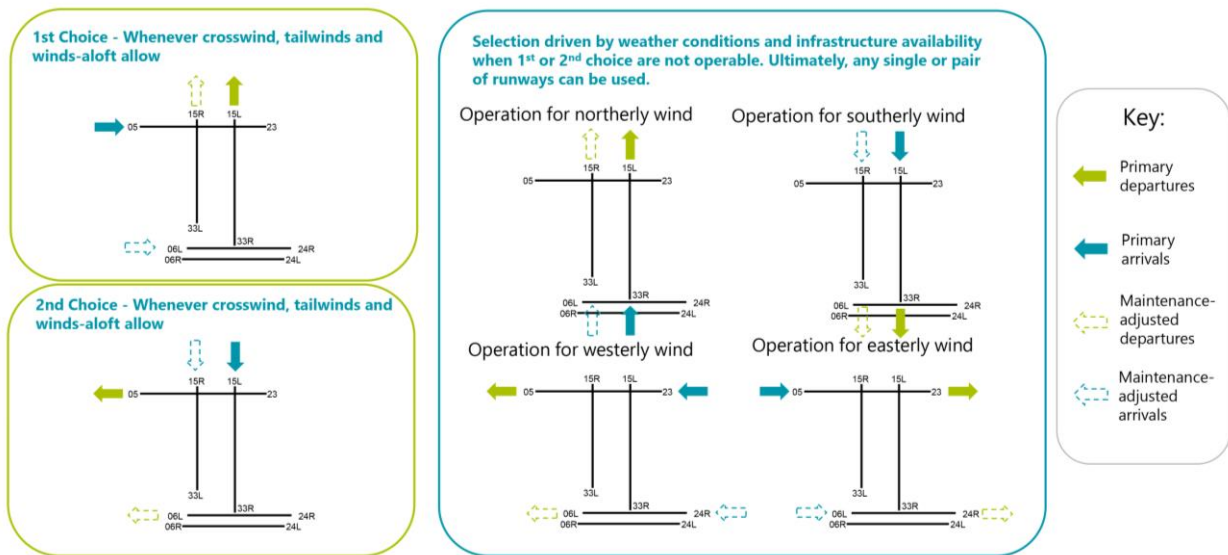 1st Choice - Whenever crosswind, tailwinds and
winds-aloft allow
15R
15L
05
23
33L
33R
06L
24R
06R
24L
2nd Choice - Whenever crosswind, tailwinds and
winds-aloft allow
15R
15L
05
23
33L
33R
06L
24R
06R
24L
Selection driven by weather conditions and infrastructure availability
when 1st or 2nd choice are not operable. Ultimately, any single or pair
of runways can be used.
Operation for northerly wind
15R
15L
05
23
33L
33R
06L
24R
06R
24L
Operation for southerly wind
15R
15L
05
23
33L
33R
06L
24R
06R
24L
Operation for westerly wind
15R
15L
05
23
33L
33R
06L
24R
06R
24L
Operation for easterly wind
15R
15L
05
23
33L
33R
06L
24R
06R
24L
Key:
Primary
departures
Primary
arrivals
Maintenance-
adjusted
departures
Maintenance-
adjusted
arrivals